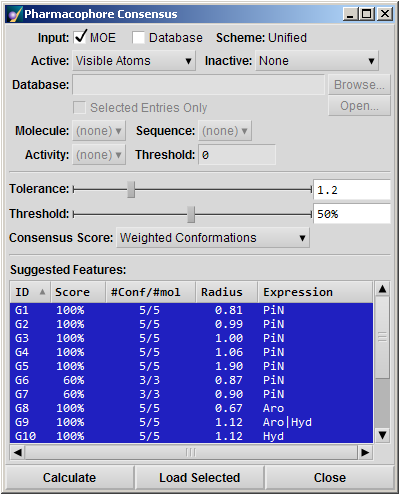 Pharmacophore Consensus
Input: MOE Database Scheme: Unified
Active: Visible Atoms Inactive: None
Database: Browse...
Selected Entries Only Open...
Molecule: (none) Sequence: (none)
Activity: (none) Threshold: 0
Tolerance: 1.2
Threshold: 50%
Consensus Score: Weighted Conformations
Suggested Features:
ID Score #Conf/#mol Radius Expression
G1 100% 5/5 0.81 PiN
G2 100% 5/5 0.99 PiN
G3 100% 5/5 1.00 PiN
G4 100% 5/5 1.06 PiN
G5 100% 5/5 1.90 PiN
G6 60% 3/3 0.87 PiN
G7 60% 3/3 0.90 PiN
G8 100% 5/5 0.67 Aro
G9 100% 5/5 1.12 Aro|Hyd
G10 100% 5/5 1.12 Hyd
Calculate Load Selected Close